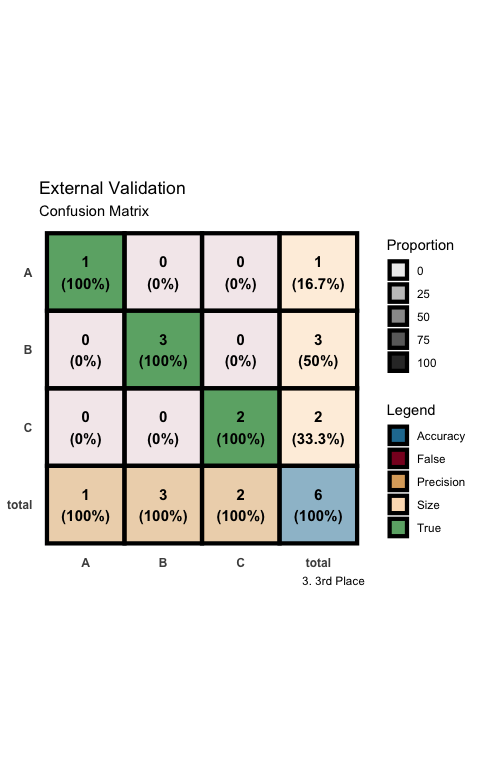 External Validation
Confusion Matrix
A
1
(100%)
0
(0%)
0
(0%)
1
(16.7%)
B
0
(0%)
3
(100%)
0
(0%)
3
(50%)
C
0
(0%)
0
(0%)
2
(100%)
2
(33.3%)
total
1
(100%)
3
(100%)
2
(100%)
6
(100%)
A
B
C
total
3. 3rd Place
Proportion
0
25
50
75
100
Legend
Accuracy
False
Precision
Size
True